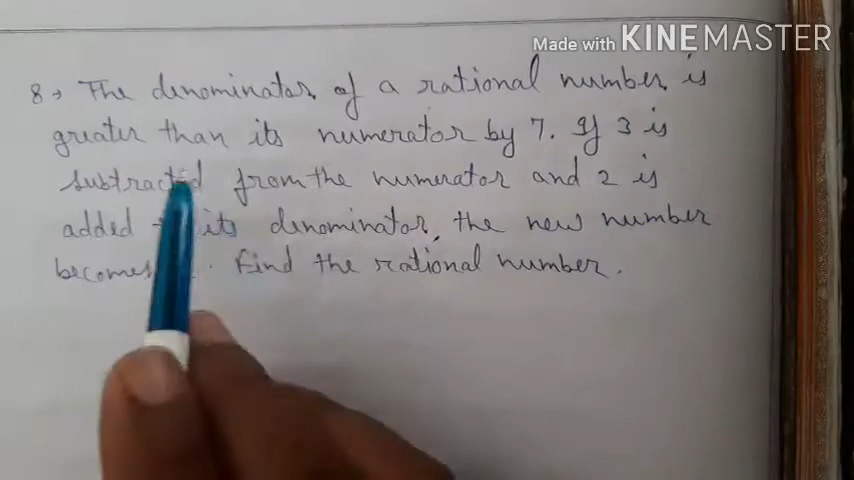 Made with KINEMASTER
8, The denominator of a rational number is
greater than its numerator by 7. If 3 is
subtracted from the numerator and 2 is
added its denominator, the new number
becomes . Find the rational number.